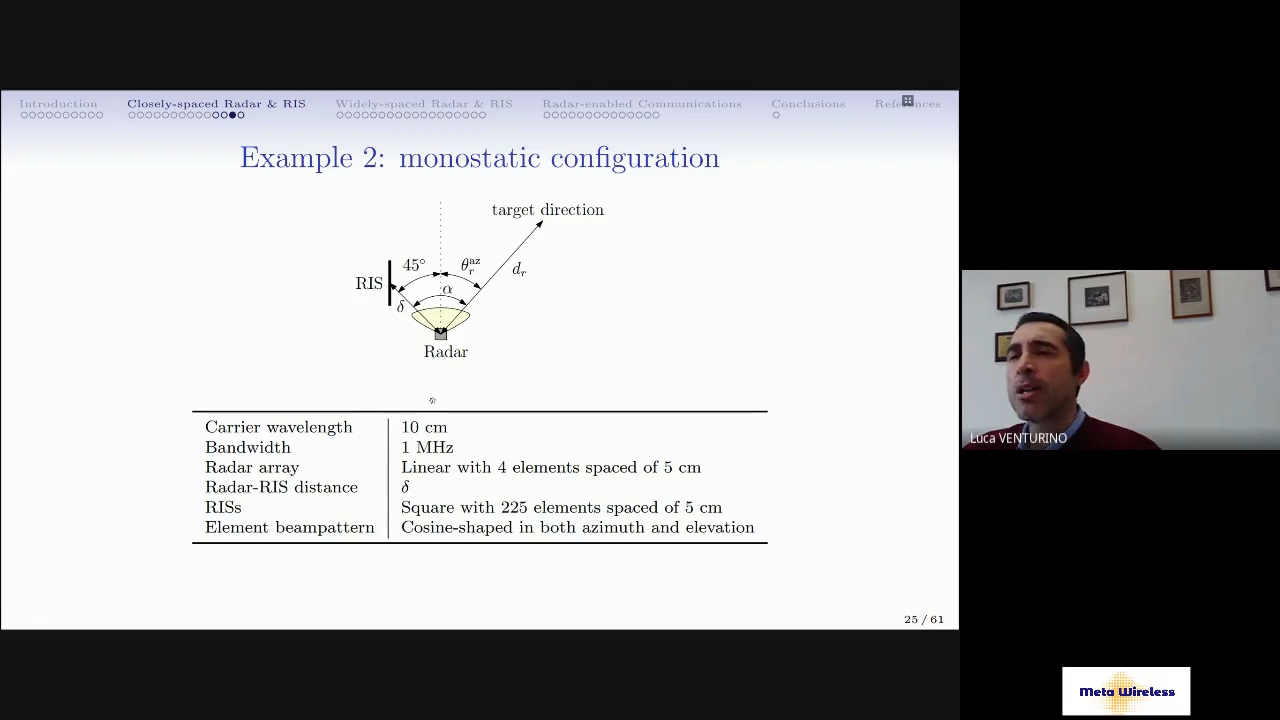 Introduction Closely-spaced Radar & RIS Widely-spaced Radar & RIS Radar-enabled Communications Conclusions
Example 2: monostatic configuration
target direction
45° θ_r^az d_r
RIS α
δ
Radar
Carrier wavelength 10 cm
Bandwidth 1 MHz
Radar array Linear with 4 elements spaced of 5 cm
Radar-RIS distance δ
RISs Square with 225 elements spaced of 5 cm
Element beampattern Cosine-shaped in both azimuth and elevation
25 / 61
Luca VENTURINO
Meta Wireless